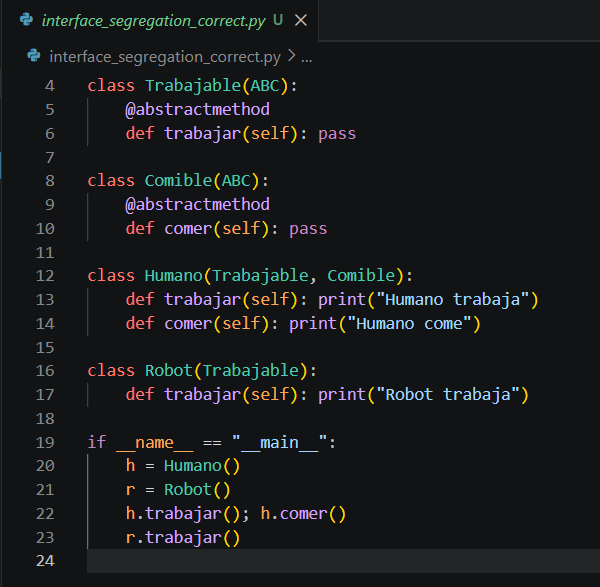 interface_segregation_correct.py U ×
interface_segregation_correct.py > ...
4 class Trabajable(ABC):
5     @abstractmethod
6     def trabajar(self): pass
7
8 class Comible(ABC):
9     @abstractmethod
10     def comer(self): pass
11
12 class Humano(Trabajable, Comible):
13     def trabajar(self): print("Humano trabaja")
14     def comer(self): print("Humano come")
15
16 class Robot(Trabajable):
17     def trabajar(self): print("Robot trabaja")
18
19 if __name__ == "__main__":
20     h = Humano()
21     r = Robot()
22     h.trabajar(); h.comer()
23     r.trabajar()
24